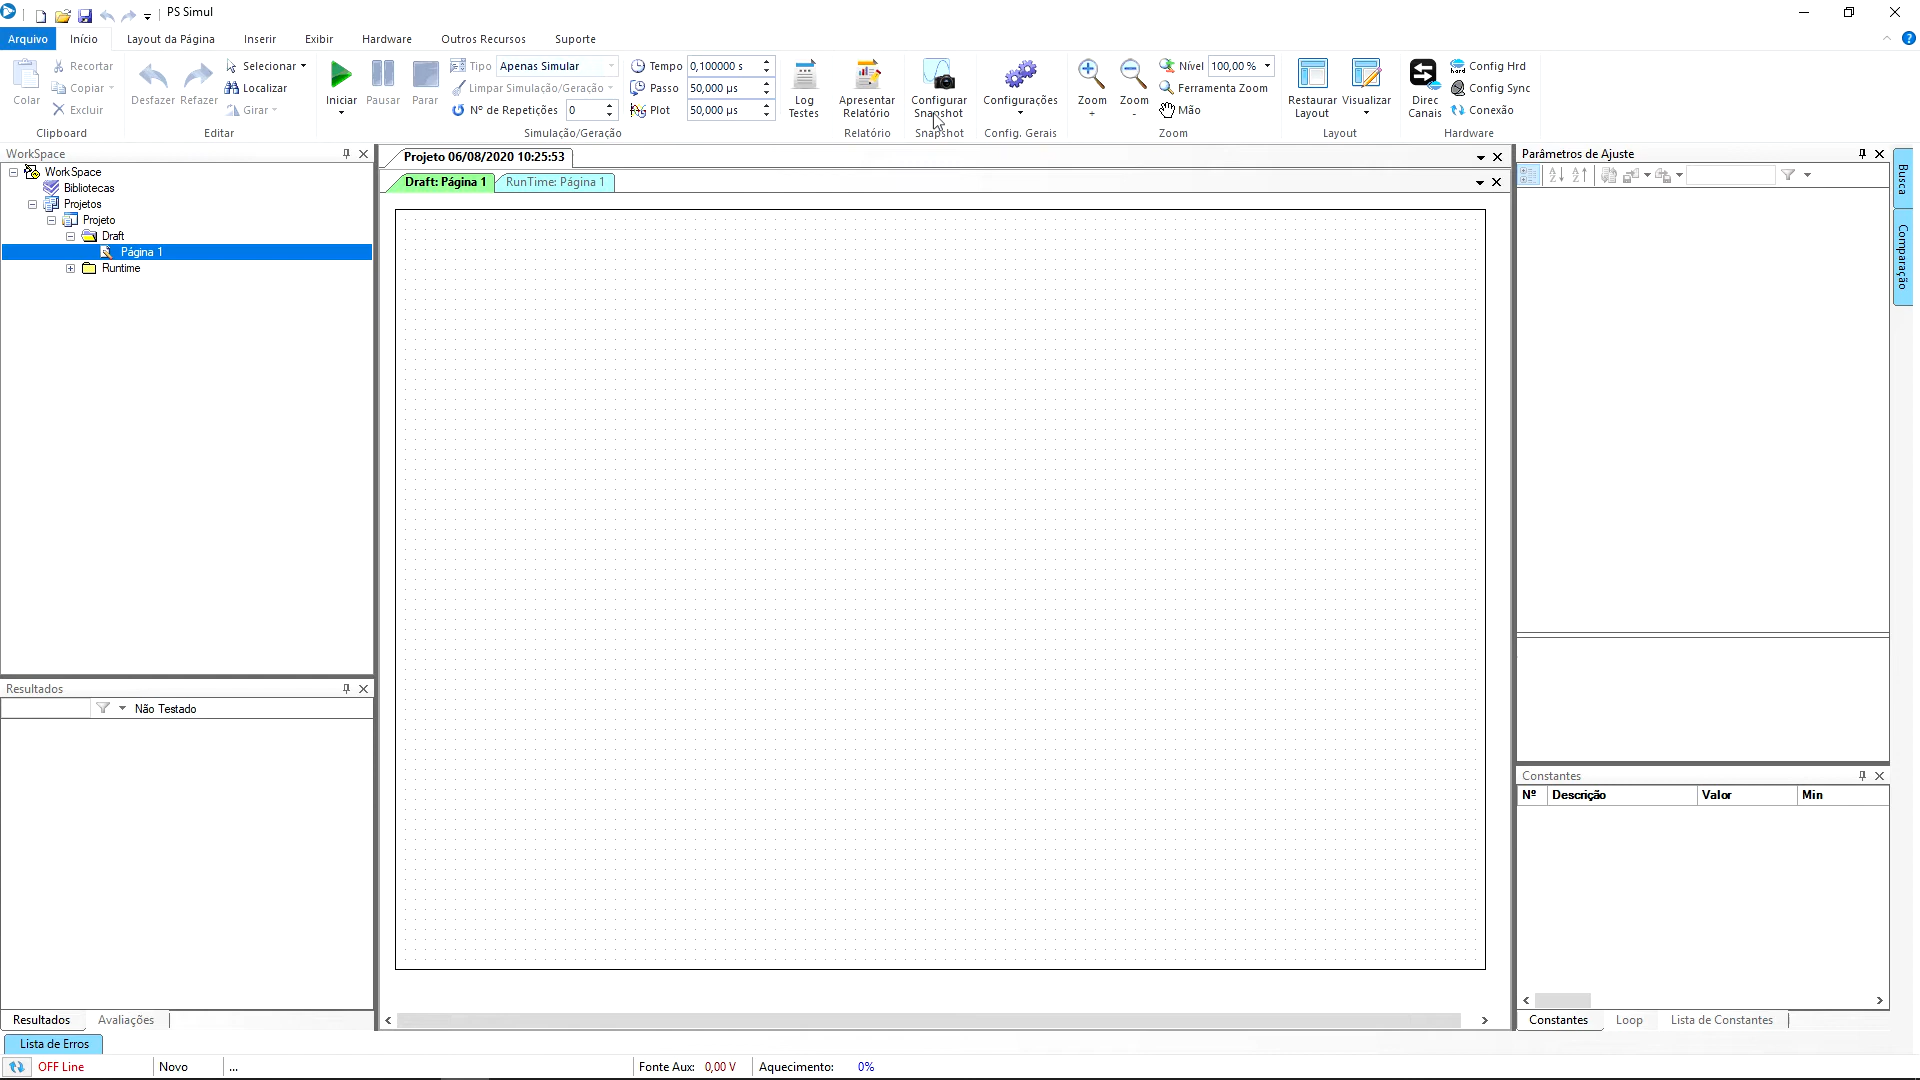 PS Simul
Arquivo
Início
Layout da Página
Inserir
Exibir
Hardware
Outros Recursos
Suporte
Colar
Recortar
Copiar
Excluir
Clipboard
Desfazer
Refazer
Selecionar
Localizar
Girar
Editar
Iniciar
Pausar
Parar
Tipo Apenas Simular
Limpar Simulação/Geração
Nº de Repetições 0
Tempo 0,100000 s
Passo 50,000 µs
Plot 50,000 µs
Simulação/Geração
Log
Testes
Apresentar
Relatório
Relatório
Configurar
Snapshot
Snapshot
Configurações
Config. Gerais
Zoom
+
Zoom
-
Nível 100,00 %
Ferramenta Zoom
Mão
Zoom
Restaurar
Layout
Visualizar
Layout
Direc
Canais
Config Hrd
Config Sync
Conexão
Hardware
WorkSpace
WorkSpace
Bibliotecas
Projetos
Projeto
Draft
Página 1
Runtime
Projeto 06/08/2020 10:25:53
Draft: Página 1
RunTime: Página 1
Parâmetros de Ajuste
Busca
Comparação
Resultados
Não Testado
Resultados
Avaliações
Constantes
Nº Descrição Valor Min
Constantes
Loop
Lista de Constantes
Lista de Erros
OFF Line
Novo
...
Fonte Aux: 0,00 V
Aquecimento: 0%